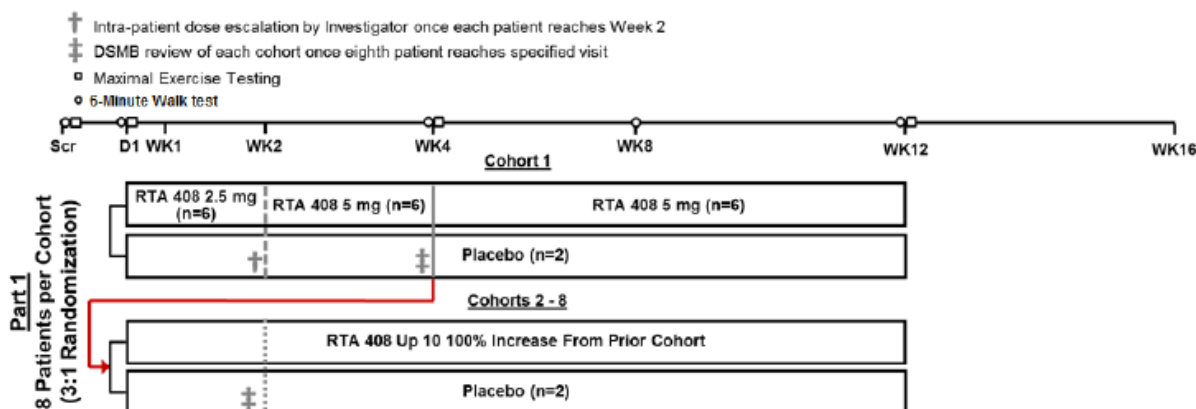 † Intra-patient dose escalation by Investigator once each patient reaches Week 2
‡ DSMB review of each cohort once eighth patient reaches specified visit
Maximal Exercise Testing
6-Minute Walk test
Scr D1 WK1 WK2 WK4 WK8 WK12 WK16
Cohort 1
Part 1
8 Patients per Cohort
(3:1 Randomization)
RTA 408 2.5 mg
(n=6)
RTA 408 5 mg (n=6)
RTA 408 5 mg (n=6)
† ‡ Placebo (n=2)
Cohorts 2 - 8
RTA 408 Up 10 100% Increase From Prior Cohort
‡ Placebo (n=2)